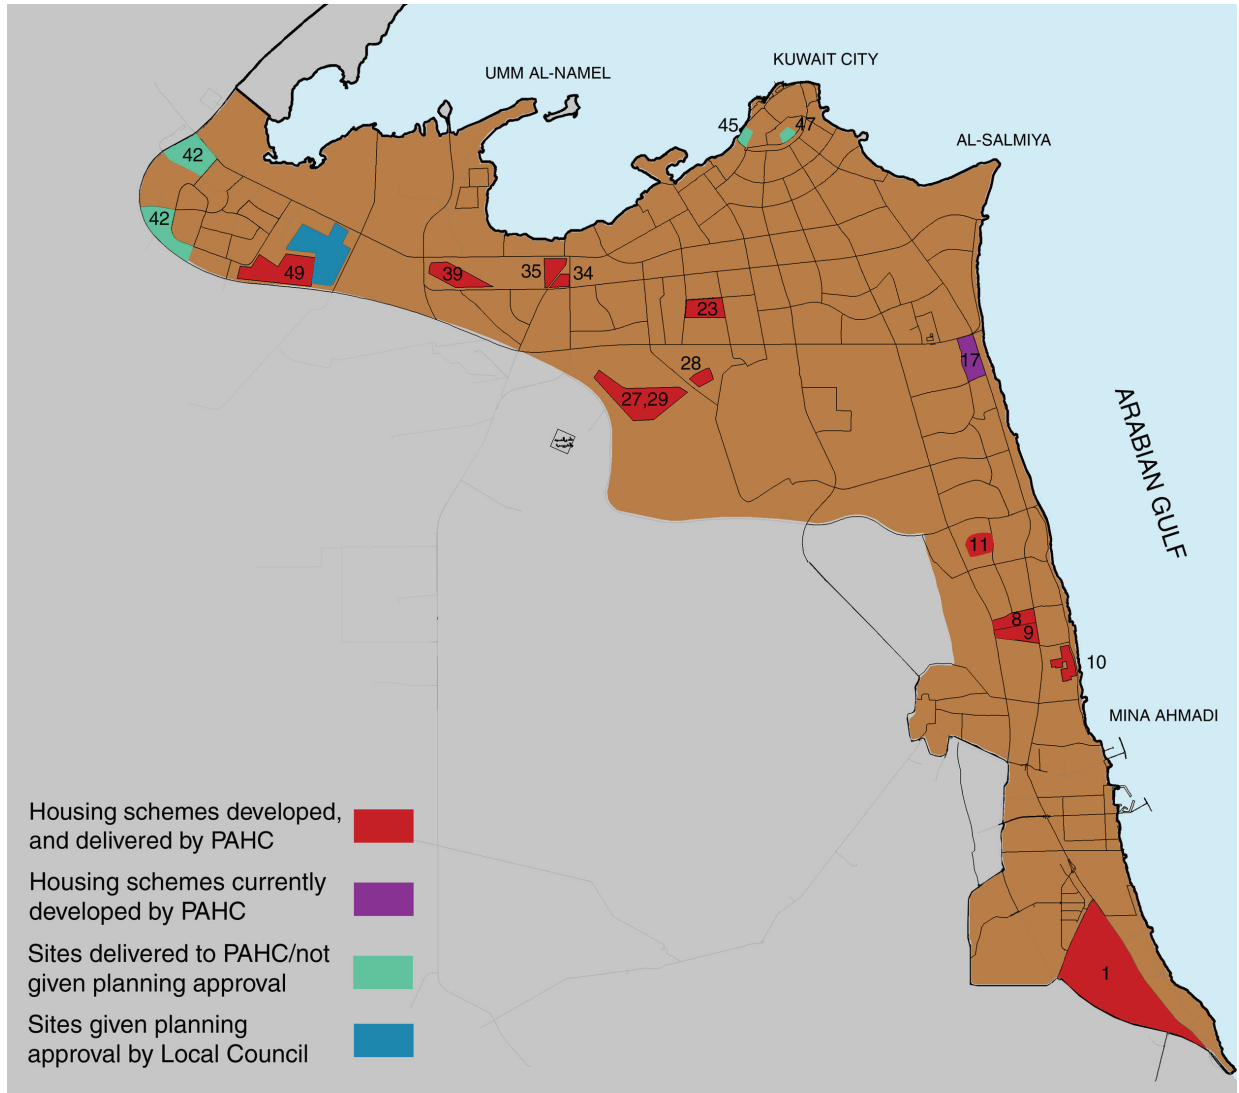 KUWAIT CITY
UMM AL-NAMEL
45
47
AL-SALMIYA
42
42
49
39
35
34
23
28
17
27,29
ARABIAN GULF
11
8
9
10
MINA AHMADI
1
Housing schemes developed,
and delivered by PAHC
Housing schemes currently
developed by PAHC
Sites delivered to PAHC/not
given planning approval
Sites given planning
approval by Local Council